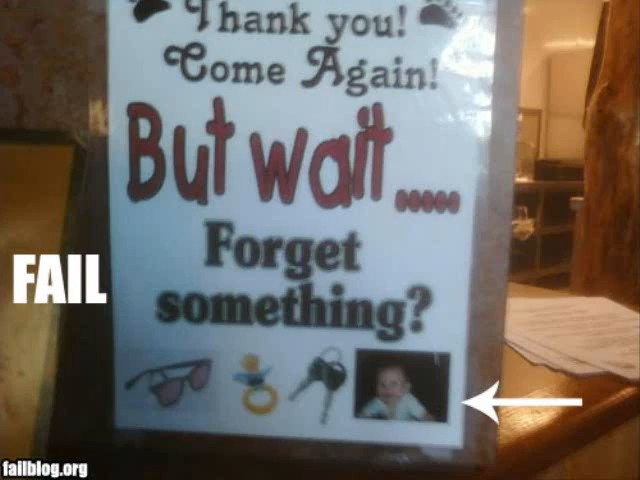 Thank you!
Come Again!
But wait.....
Forget
something?
FAIL
failblog.org